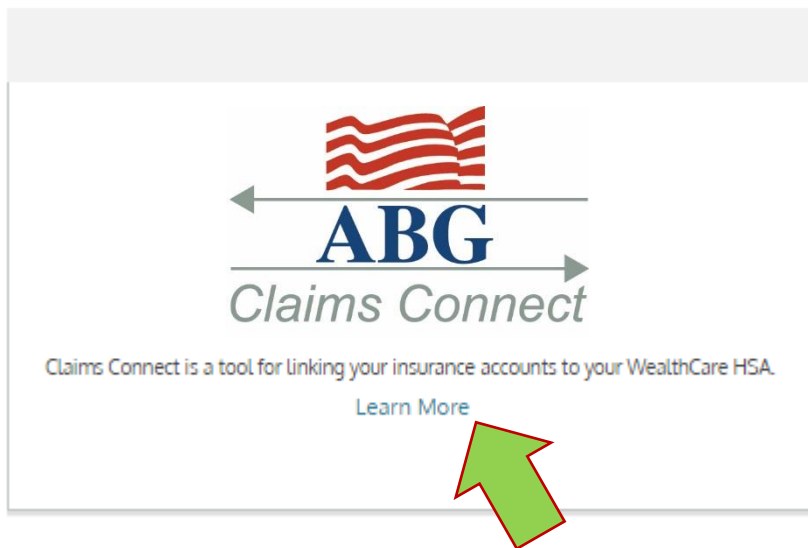 ABG
Claims Connect
Claims Connect is a tool for linking your insurance accounts to your WealthCare HSA.
Learn More